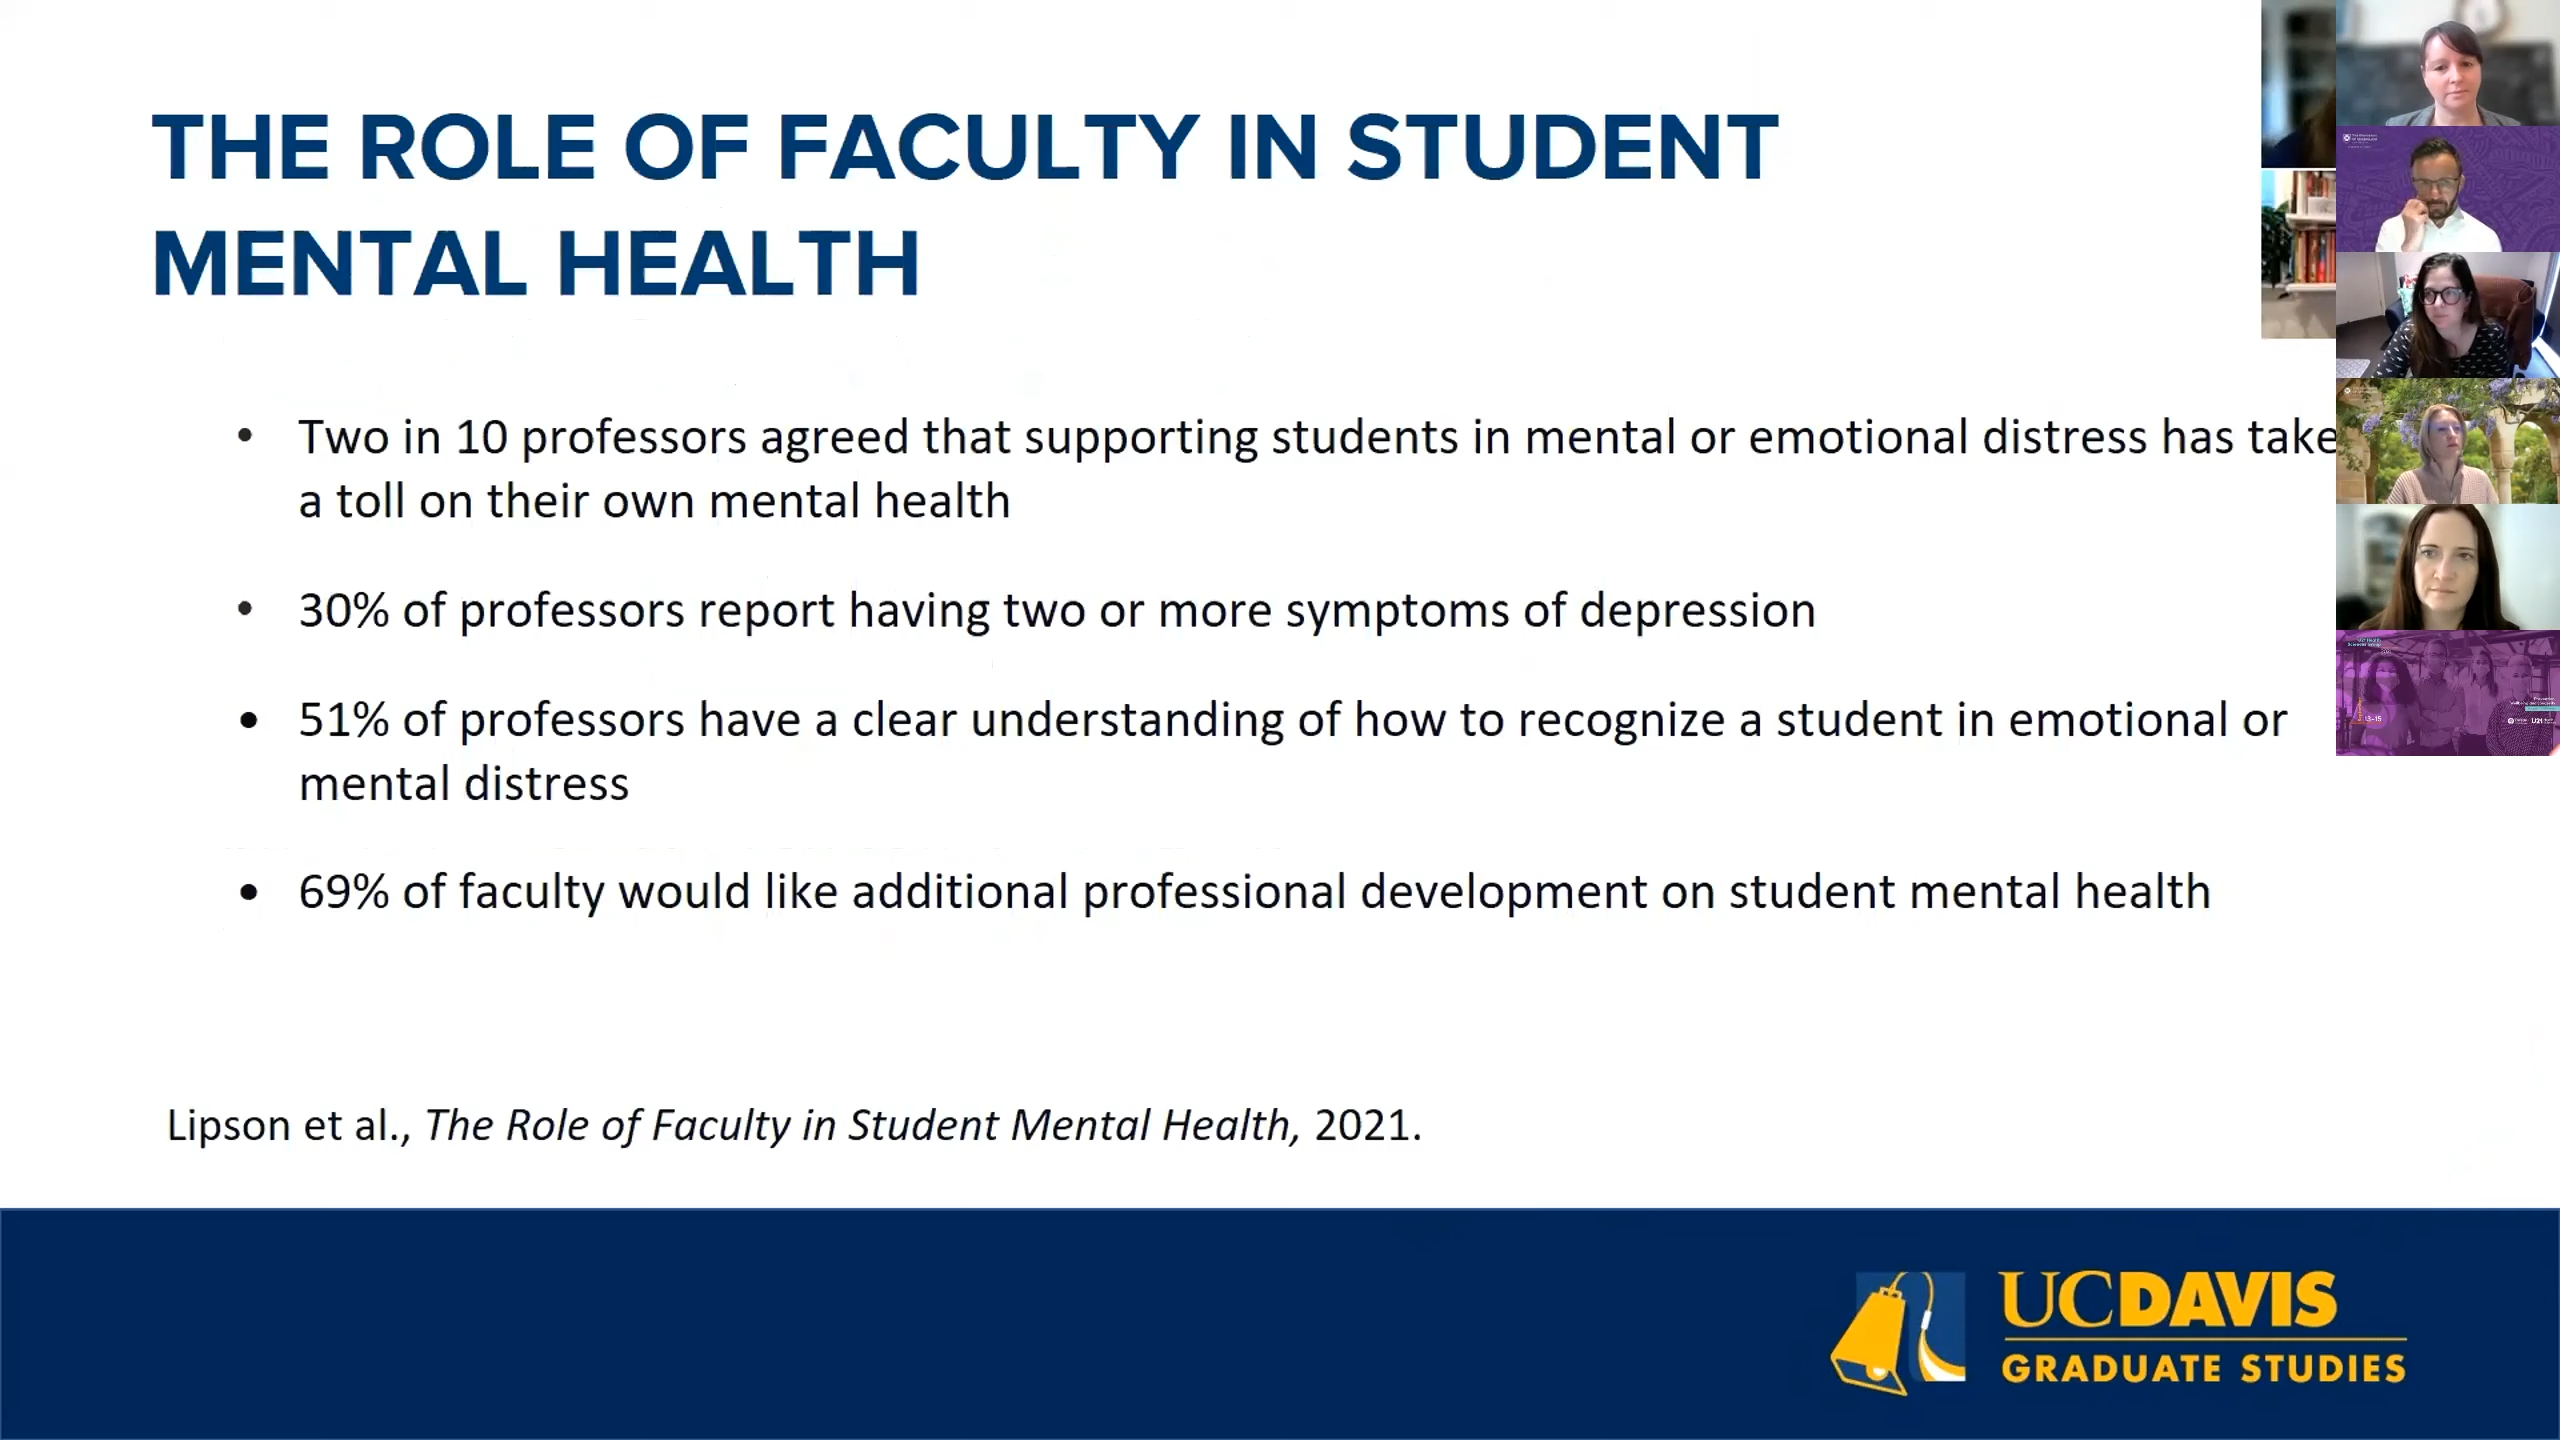 THE ROLE OF FACULTY IN STUDENT
MENTAL HEALTH
• Two in 10 professors agreed that supporting students in mental or emotional distress has take
a toll on their own mental health
• 30% of professors report having two or more symptoms of depression
• 51% of professors have a clear understanding of how to recognize a student in emotional or
mental distress
• 69% of faculty would like additional professional development on student mental health
Lipson et al., The Role of Faculty in Student Mental Health, 2021.
UCDAVIS
GRADUATE STUDIES
13-15
U21